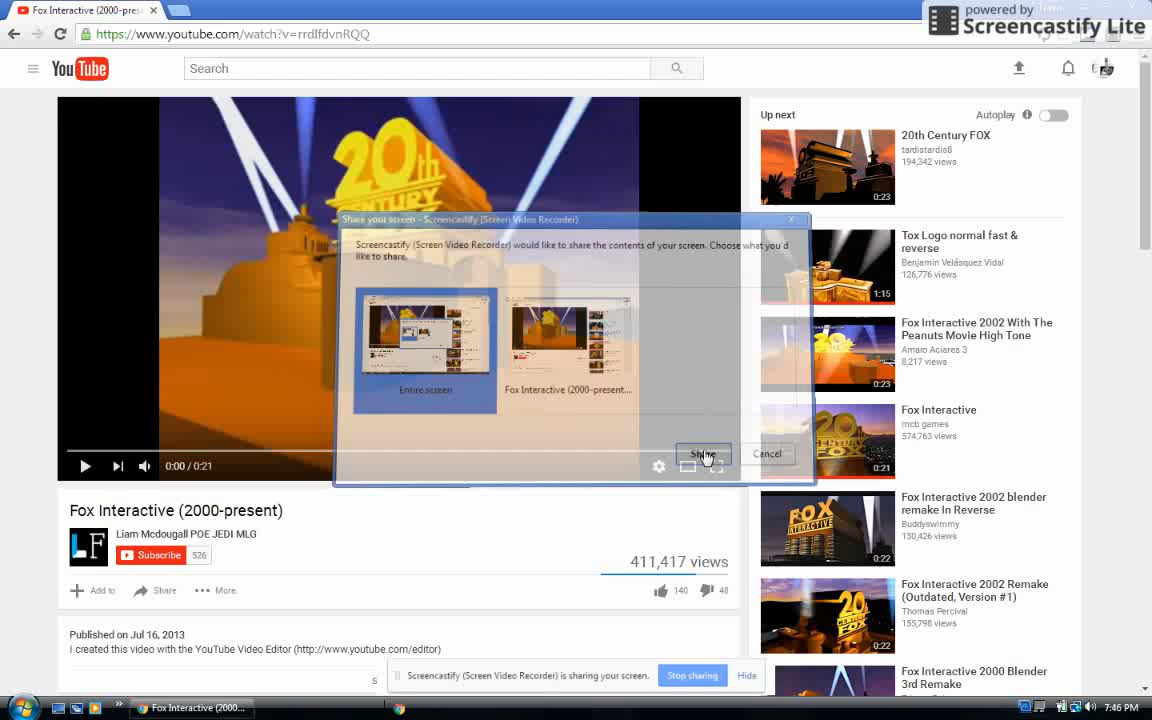 Fox Interactive (2000-pres
powered by
Screencastify Lite
https://www.youtube.com/watch?v=rrdIfdvnRQQ
YouTube
Search
20th
CENTURY
Share your screen - Screencastify (Screen Video Recorder)
Screencastify (Screen Video Recorder) would like to share the contents of your screen. Choose what you'd
like to share.
Entire screen
Fox Interactive (2000-present...
Share
Cancel
0:00 / 0:21
Up next
Autoplay
20th Century FOX
tardistardis8
194,342 views
0:23
Tox Logo normal fast &
reverse
Benjamin Velásquez Vidal
126,776 views
1:15
Fox Interactive 2002 With The
Peanuts Movie High Tone
Amaro Aciares 3
8,217 views
0:23
Fox Interactive
mcb games
574,763 views
20
CENTURY
FOX
0:21
Fox Interactive 2002 blender
remake In Reverse
Buddyswimmy
130,426 views
FOX
INTERACTIVE
0:22
Fox Interactive 2002 Remake
(Outdated, Version #1)
Thomas Percival
155,798 views
0:22
Fox Interactive 2000 Blender
3rd Remake
Fox Interactive (2000-present)
LF
Liam Mcdougall POE JEDI MLG
Subscribe
526
411,417 views
Add to
Share
More
140
48
Published on Jul 16, 2013
I created this video with the YouTube Video Editor (http://www.youtube.com/editor)
S
Screencastify (Screen Video Recorder) is sharing your screen.
Stop sharing
Hide
Fox Interactive (2000...
7:46 PM